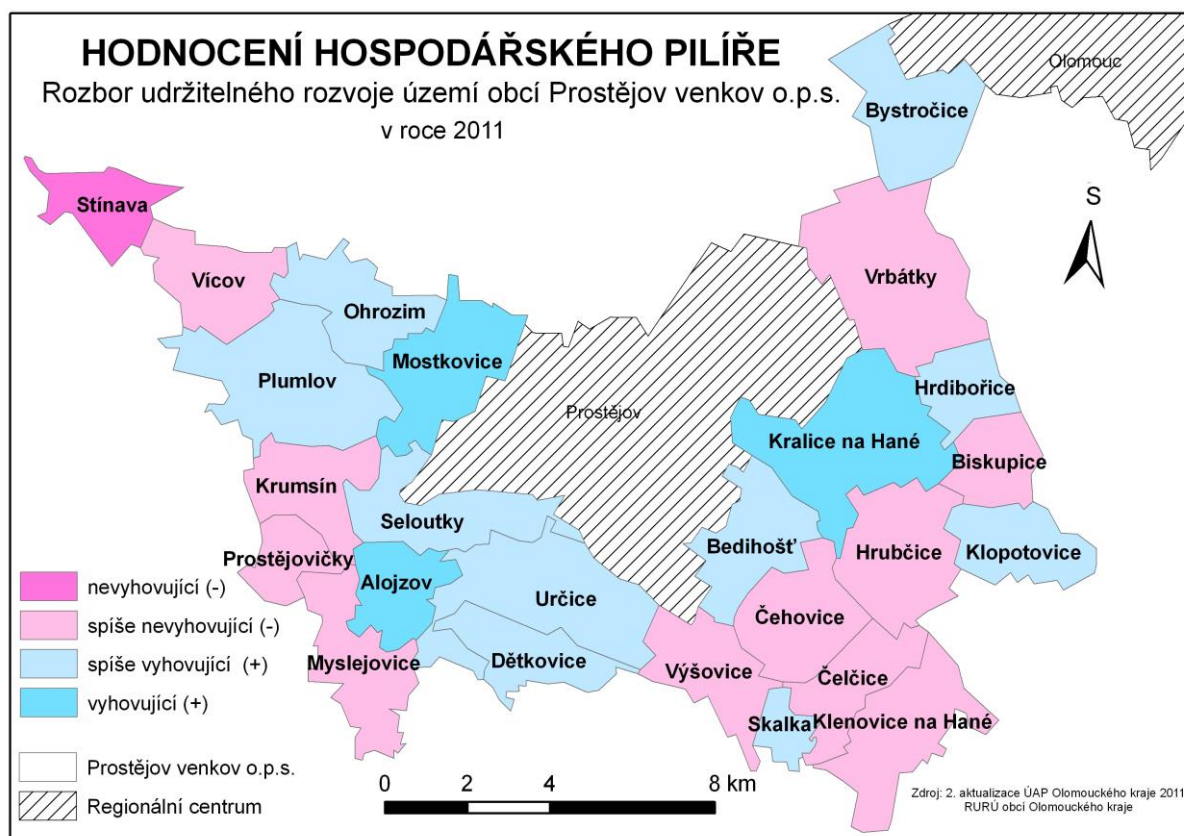 HODNOCENÍ HOSPODÁŘSKÉHO PILÍŘE
Rozbor udržitelného rozvoje území obcí Prostějov venkov o.p.s.
v roce 2011
Olomouc
Bystročice
S
Stínava
Vícov
Vrbátky
Ohrozim
Mostkovice
Plumlov
Hrdibořice
Prostějov
Kralice na Hané
Biskupice
Krumsín
Seloutky
Bedihošť
Hrubčice
Klopotovice
Prostějovičky
Alojzov
Určice
Čehovice
Myslejovice
Dětkovice
Výšovice
Čelčice
Skalka
Klenovice na Hané
nevyhovující (-)
spíše nevyhovující (-)
spíše vyhovující (+)
vyhovující (+)
Prostějov venkov o.p.s.
Regionální centrum
0 2 4 8 km
Zdroj: 2. aktualizace ÚAP Olomouckého kraje 2011
RURÚ obcí Olomouckého kraje